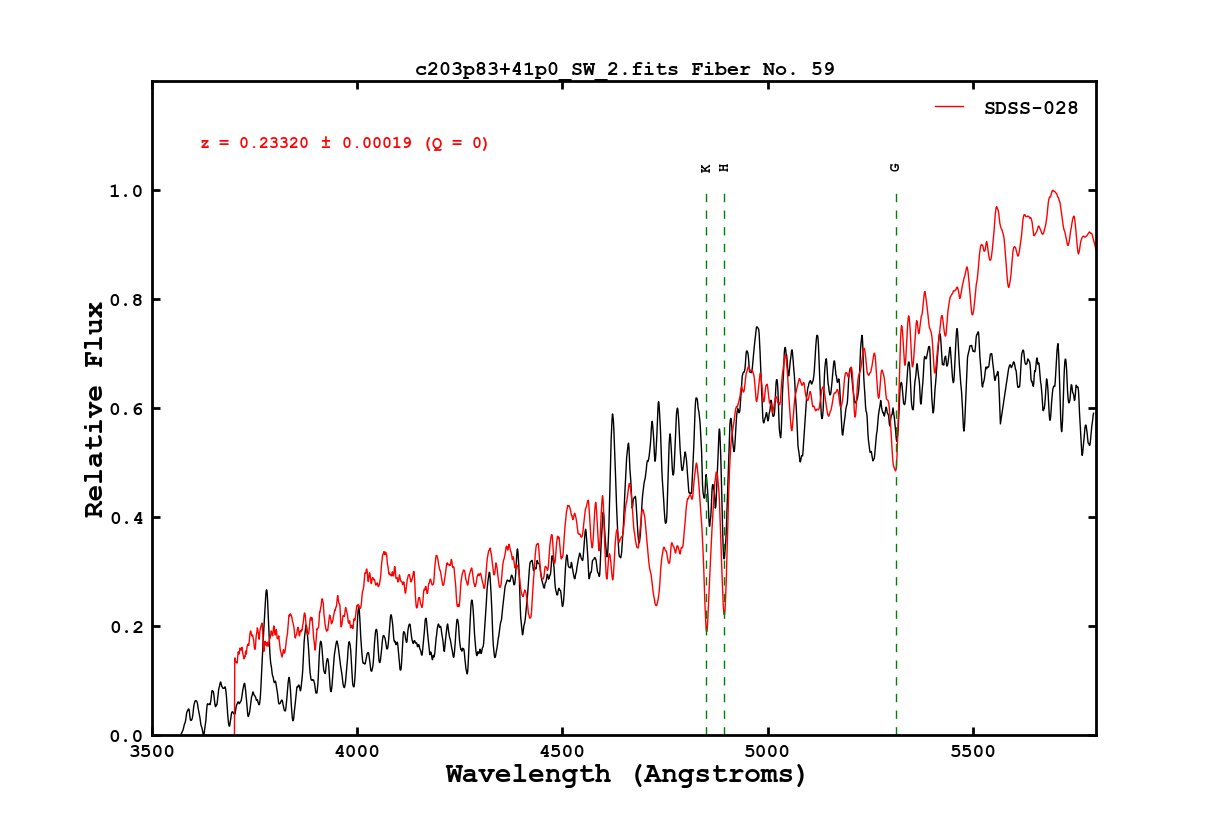 c203p83+41p0_SW_2.fits Fiber No. 59
SDSS-028
z = 0.23320 ± 0.00019 (Q = 0)
K
H
G
1.0
0.8
0.6
0.4
0.2
0.0
Relative Flux
3500 4000 4500 5000 5500
Wavelength (Angstroms)